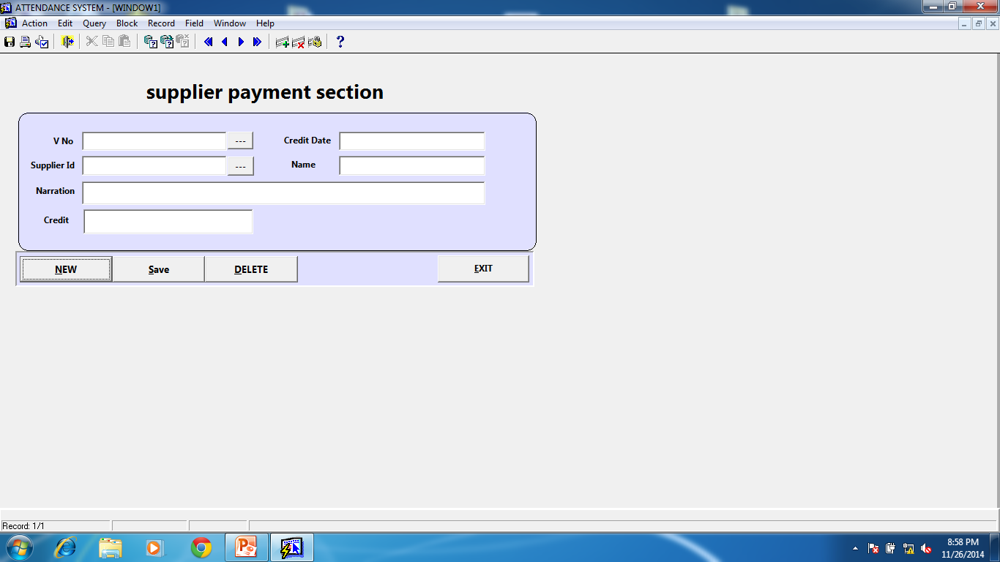 ATTENDANCE SYSTEM - [WINDOW1]
Action Edit Query Block Record Field Window Help
supplier payment section
V No --- Credit Date
Supplier Id --- Name
Narration
Credit
NEW Save DELETE EXIT
Record: 1/1
8:58 PM
11/26/2014